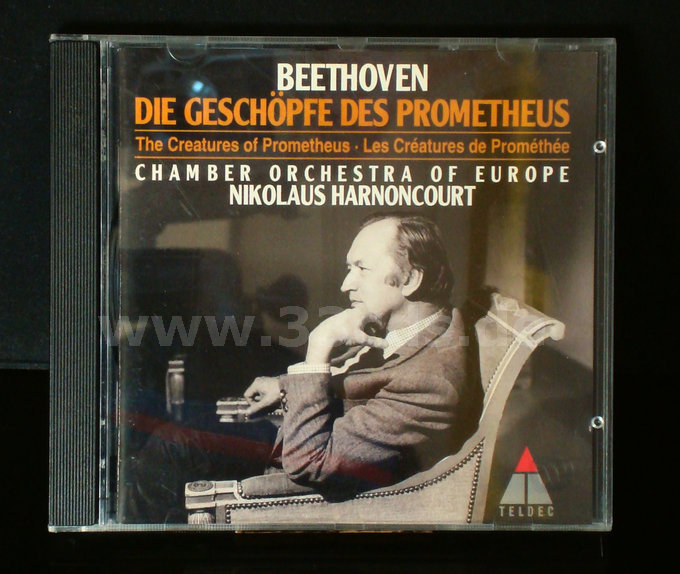 BEETHOVEN
DIE GESCHÖPFE DES PROMETHEUS
The Creatures of Prometheus · Les Créatures de Prométhée
CHAMBER ORCHESTRA OF EUROPE
NIKOLAUS HARNONCOURT
TELDEC